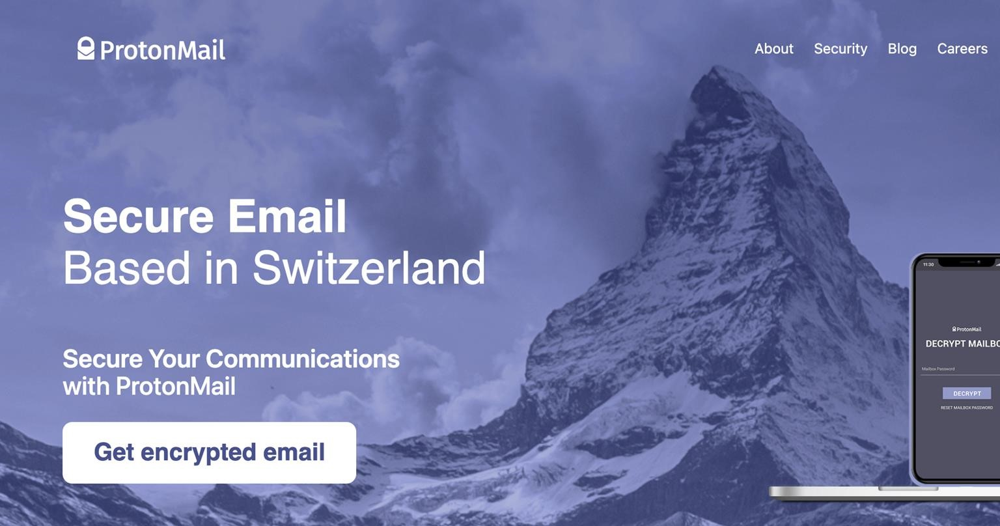 ProtonMail
About Security Blog Careers
Secure Email
Based in Switzerland
Secure Your Communications
with ProtonMail
Get encrypted email
11:30
ProtonMail
DECRYPT MAILBO
Mailbox Password
DECRYPT
RESET MAILBOX PASSWORD